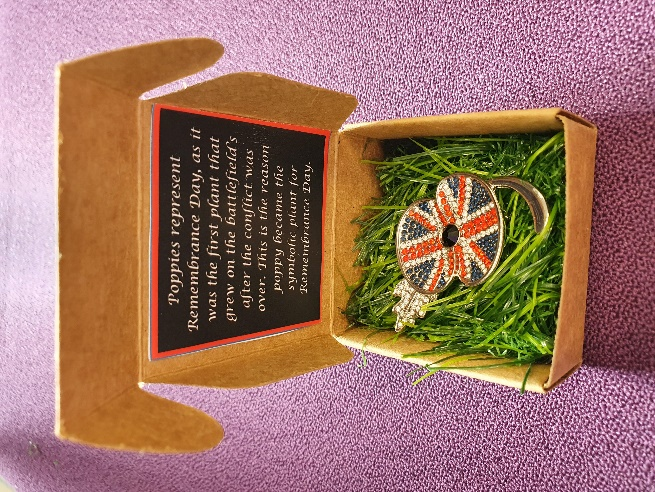 Poppies represent
Remembrance Day, as it
was the first plant that
grew on the battlefield's
after the conflict was
over. This is the reason
poppy became the
symbolic plant for
Remembrance Day.